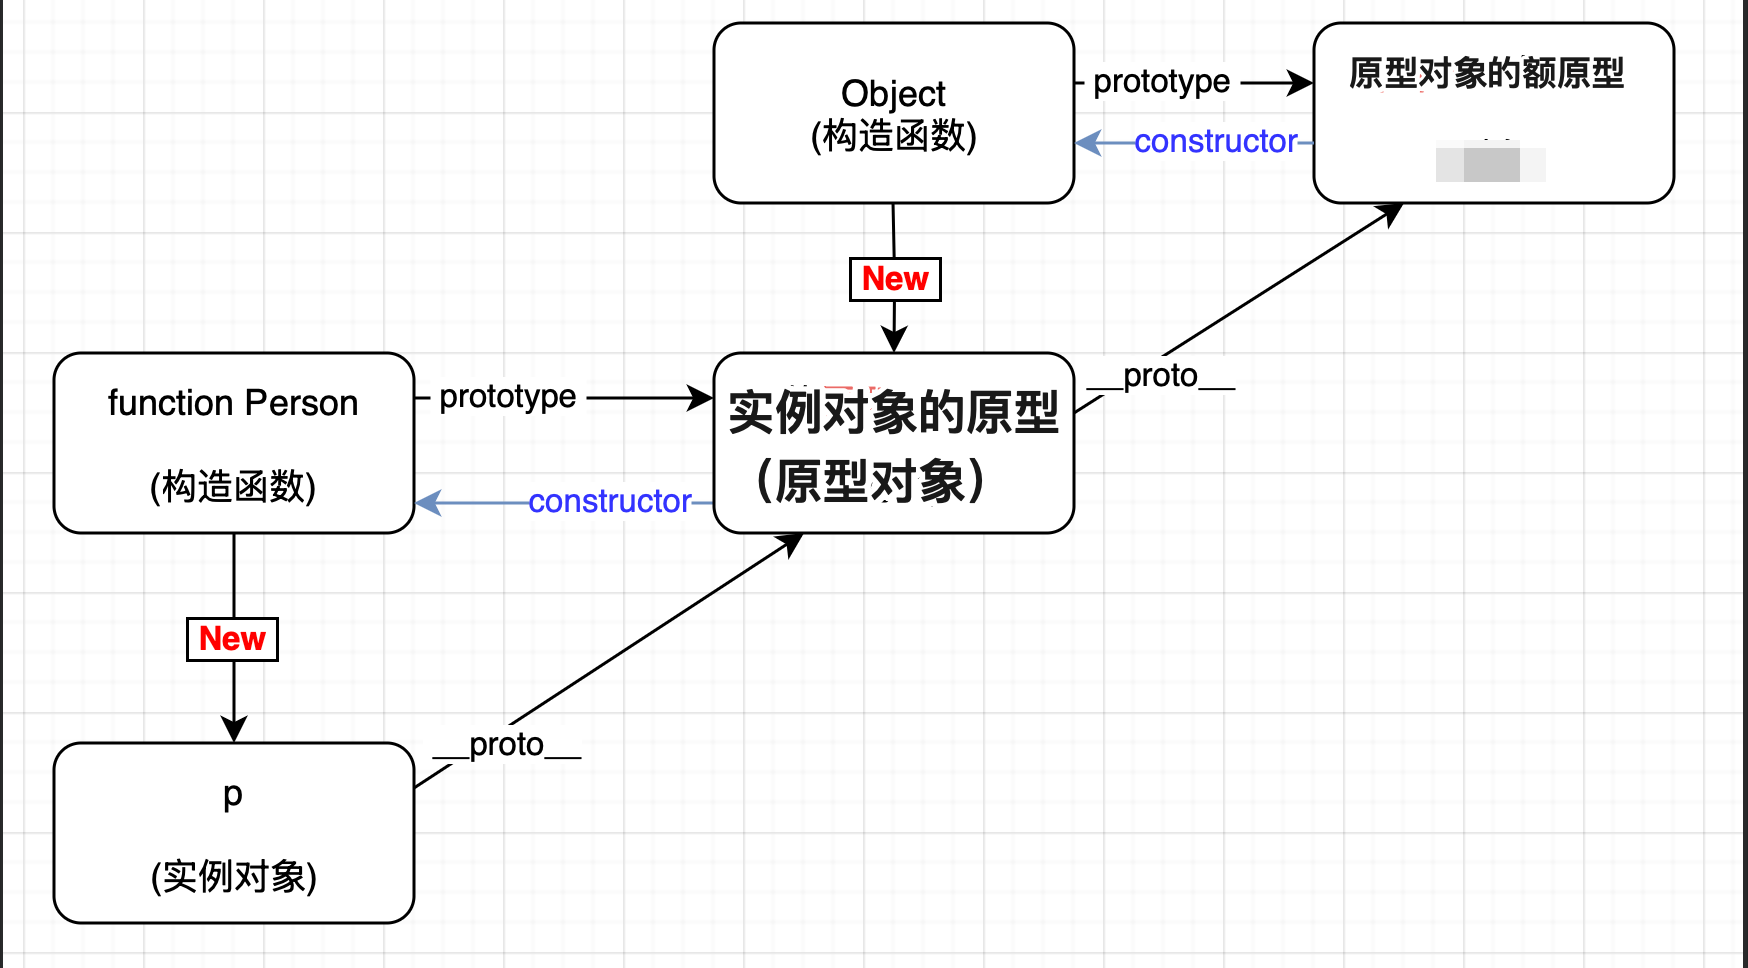 Object
(构造函数)
prototype
constructor
原型对象的额原型
New
function Person
(构造函数)
prototype
constructor
实例对象的原型
（原型对象）
__proto__
New
__proto__
p
(实例对象)